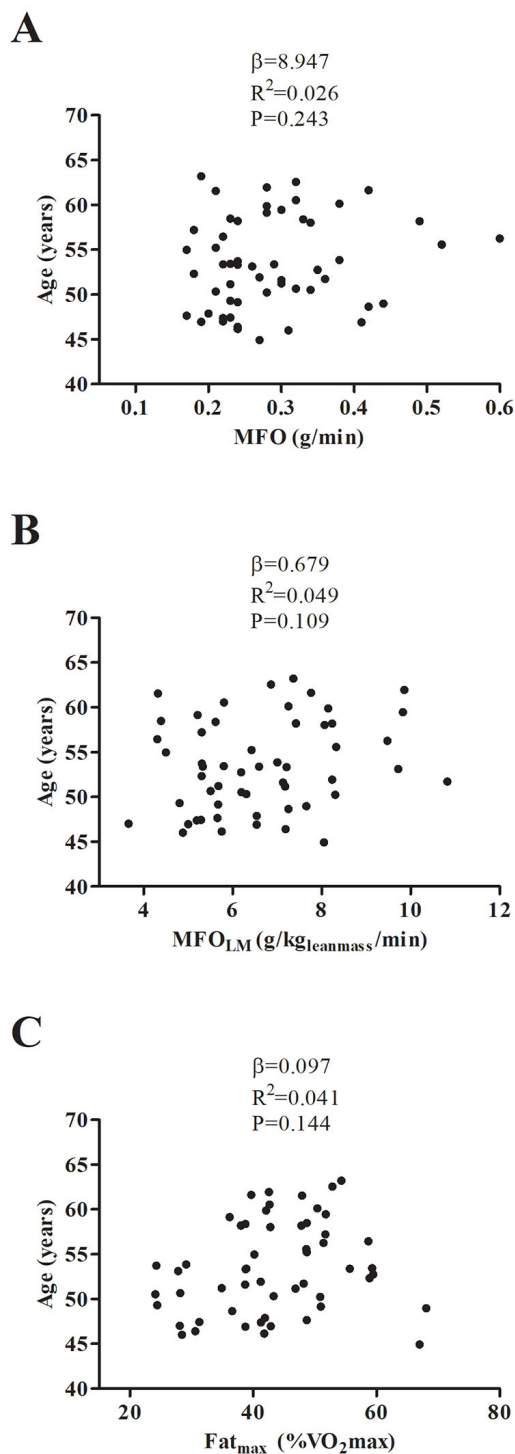 A
β=8.947
R²=0.026
P=0.243
70
65
60
55
50
45
40
Age (years)
0.1 0.2 0.3 0.4 0.5 0.6
MFO (g/min)
B
β=0.679
R²=0.049
P=0.109
70
65
60
55
50
45
40
Age (years)
4 6 8 10 12
MFO_LM (g/kg_leanmass/min)
C
β=0.097
R²=0.041
P=0.144
70
65
60
55
50
45
40
Age (years)
20 40 60 80
Fat_max (%VO₂max)